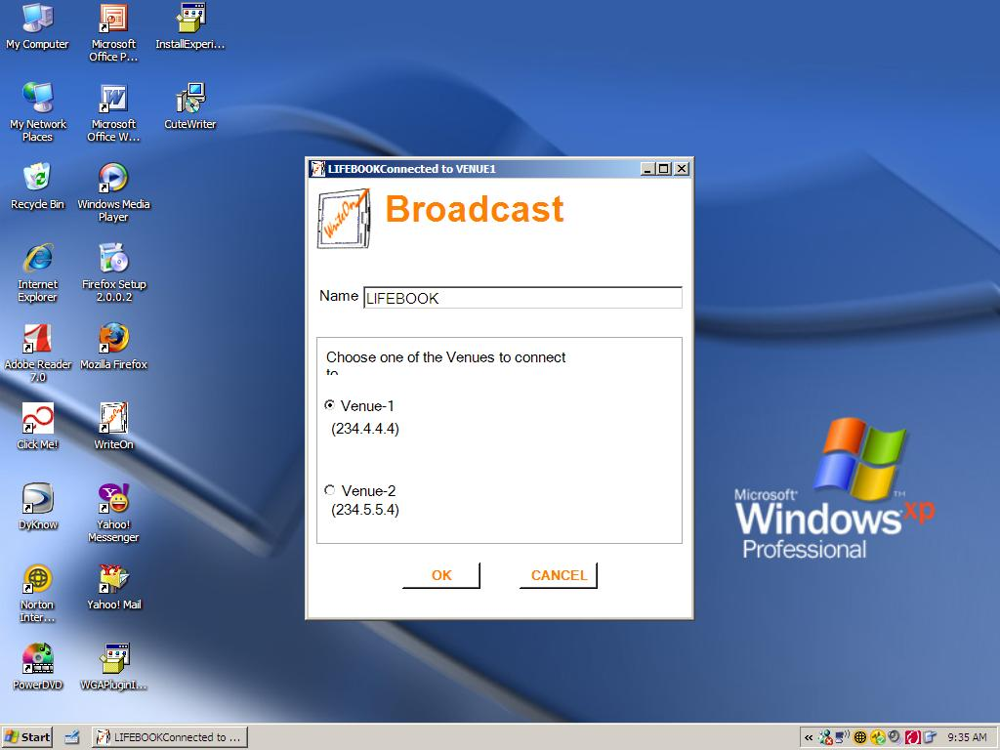 My Computer
Microsoft
Office P...
InstallExperi...
My Network
Places
Microsoft
Office W...
CuteWriter
Recycle Bin
Windows Media
Player
Internet
Explorer
Firefox Setup
2.0.0.2
Adobe Reader
7.0
Mozilla Firefox
Click Me!
WriteOn
DyKnow
Yahoo!
Messenger
Norton
Inter...
Yahoo! Mail
PowerDVD
WGAPluginI...
LIFEBOOKConnected to VENUE1
WriteOn
Broadcast
Name LIFEBOOK
Choose one of the Venues to connect
to
Venue-1
(234.4.4.4)
Venue-2
(234.5.5.4)
OK CANCEL
Microsoft®
Windows xp™
Professional
Start LIFEBOOKConnected to ... « 9:35 AM